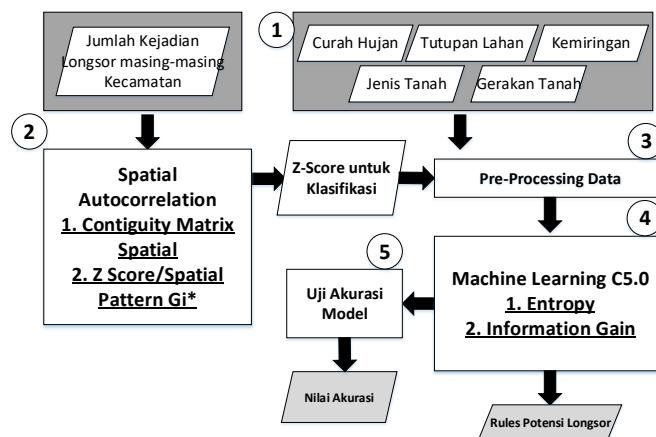 Jumlah Kejadian
Longsor masing-masing
Kecamatan
1
Curah Hujan
Tutupan Lahan
Kemiringan
Jenis Tanah
Gerakan Tanah
2
Spatial
Autocorrelation
1. Contiguity Matrix
Spatial
2. Z Score/Spatial
Pattern Gi*
Z-Score untuk
Klasifikasi
3
Pre-Processing Data
4
Machine Learning C5.0
1. Entropy
2. Information Gain
5
Uji Akurasi
Model
Nilai Akurasi
Rules Potensi Longsor